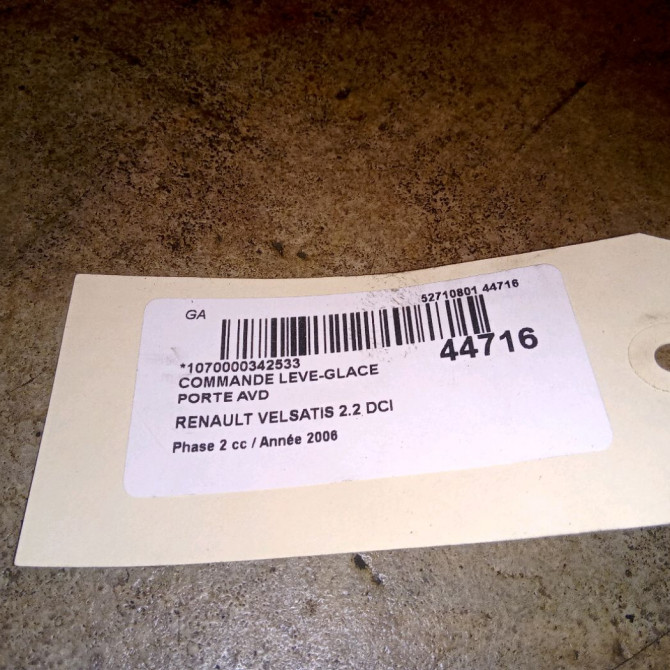 GA
52710801 44716
*1070000342533
44716
COMMANDE LEVE-GLACE
PORTE AVD
RENAULT VELSATIS 2.2 DCI
Phase 2 cc / Année 2006